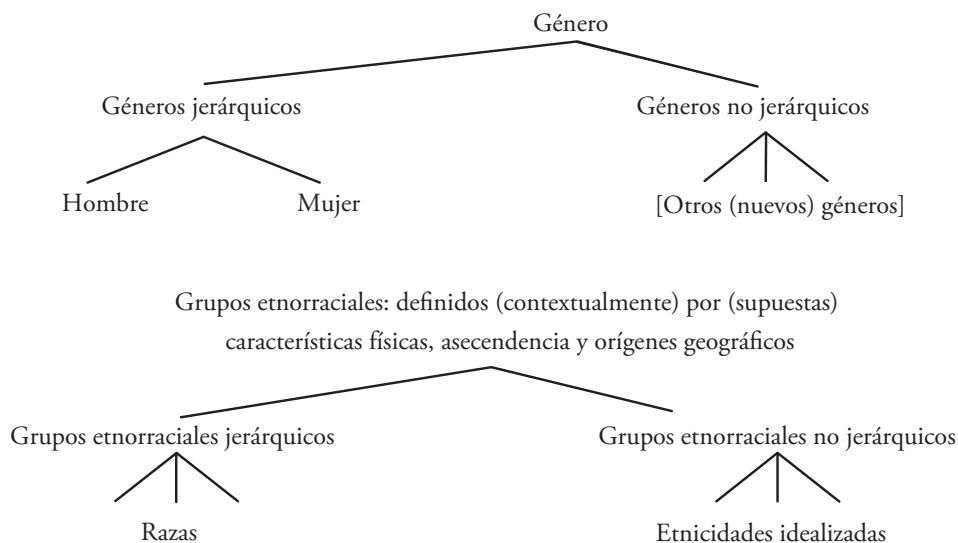 Género
Géneros jerárquicos Géneros no jerárquicos
Hombre Mujer [Otros (nuevos) géneros]
Grupos etnorraciales: definidos (contextualmente) por (supuestas)
características físicas, asecendencia y orígenes geográficos
Grupos etnorraciales jerárquicos Grupos etnorraciales no jerárquicos
Razas Etnicidades idealizadas